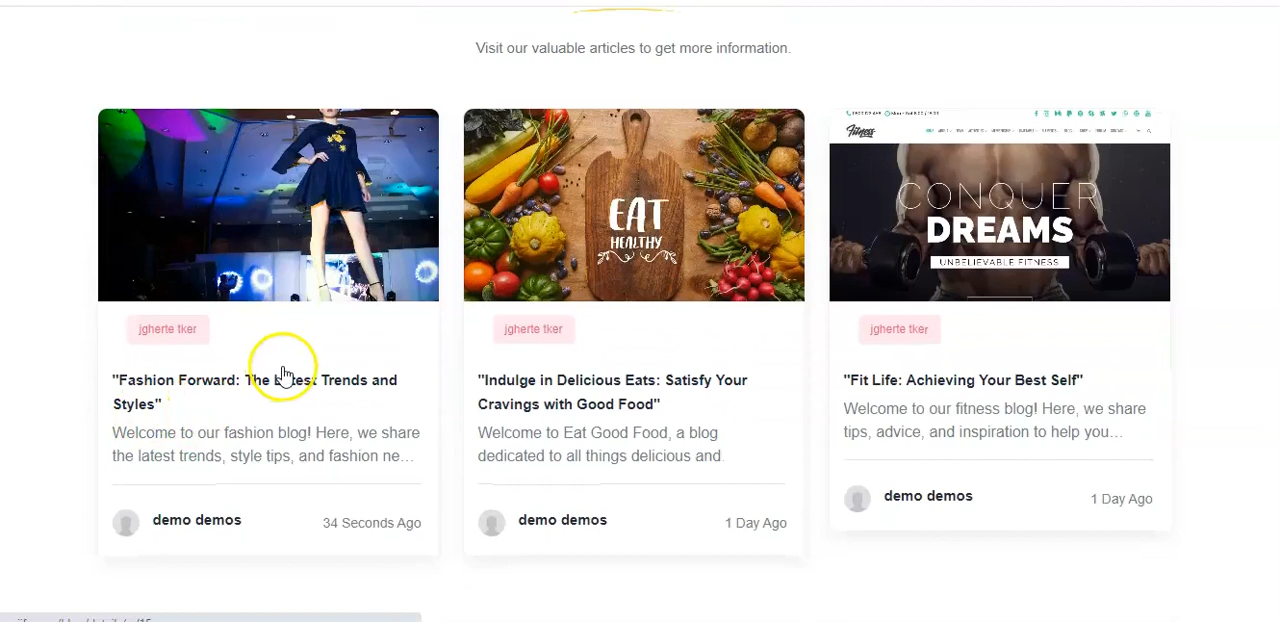 Visit our valuable articles to get more information.
EAT
HEALTHY
Fitness
CONQUER
DREAMS
UNBELIEVABLE FITNESS
jgherte tker
jgherte tker
jgherte tker
"Fashion Forward: The latest Trends and
Styles"
"Indulge in Delicious Eats: Satisfy Your
Cravings with Good Food"
"Fit Life: Achieving Your Best Self"
Welcome to our fashion blog! Here, we share
the latest trends, style tips, and fashion ne...
Welcome to Eat Good Food, a blog
dedicated to all things delicious and.
Welcome to our fitness blog! Here, we share
tips, advice, and inspiration to help you...
demo demos
34 Seconds Ago
demo demos
1 Day Ago
demo demos
1 Day Ago